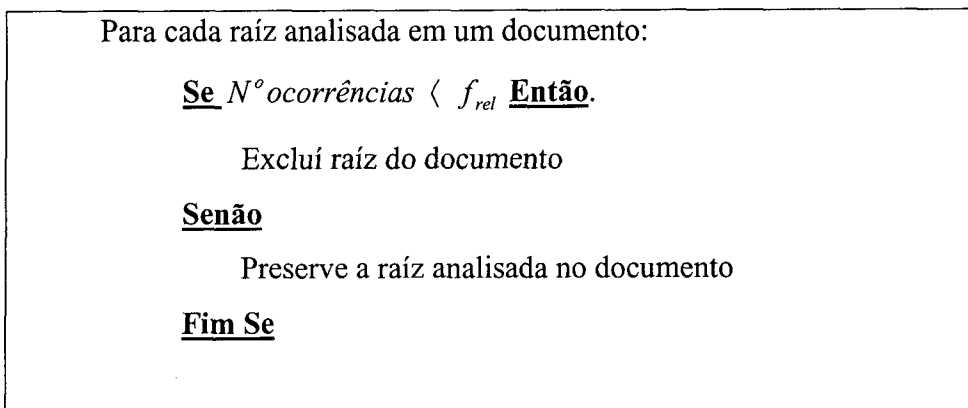 Para cada raíz analisada em um documento:
Se Nº ocorrências 〈 f_rel Então.
Excluí raíz do documento
Senão
Preserve a raíz analisada no documento
Fim Se